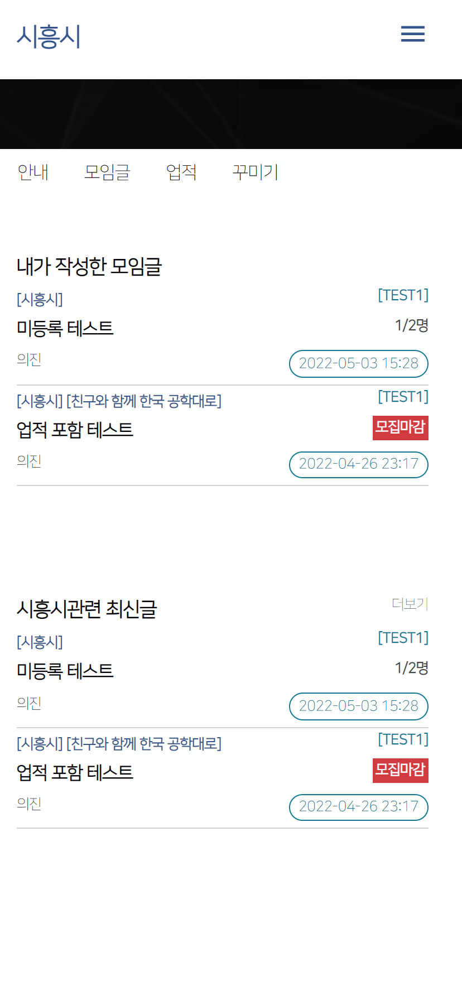 시흥시
안내 모임글 업적 꾸미기
내가 작성한 모임글
[시흥시] [TEST1]
미등록 테스트 1/2명
의진 2022-05-03 15:28
[시흥시] [친구와 함께 한국 공학대로] [TEST1]
업적 포함 테스트 모집마감
의진 2022-04-26 23:17
시흥시관련 최신글 더보기
[시흥시] [TEST1]
미등록 테스트 1/2명
의진 2022-05-03 15:28
[시흥시] [친구와 함께 한국 공학대로] [TEST1]
업적 포함 테스트 모집마감
의진 2022-04-26 23:17